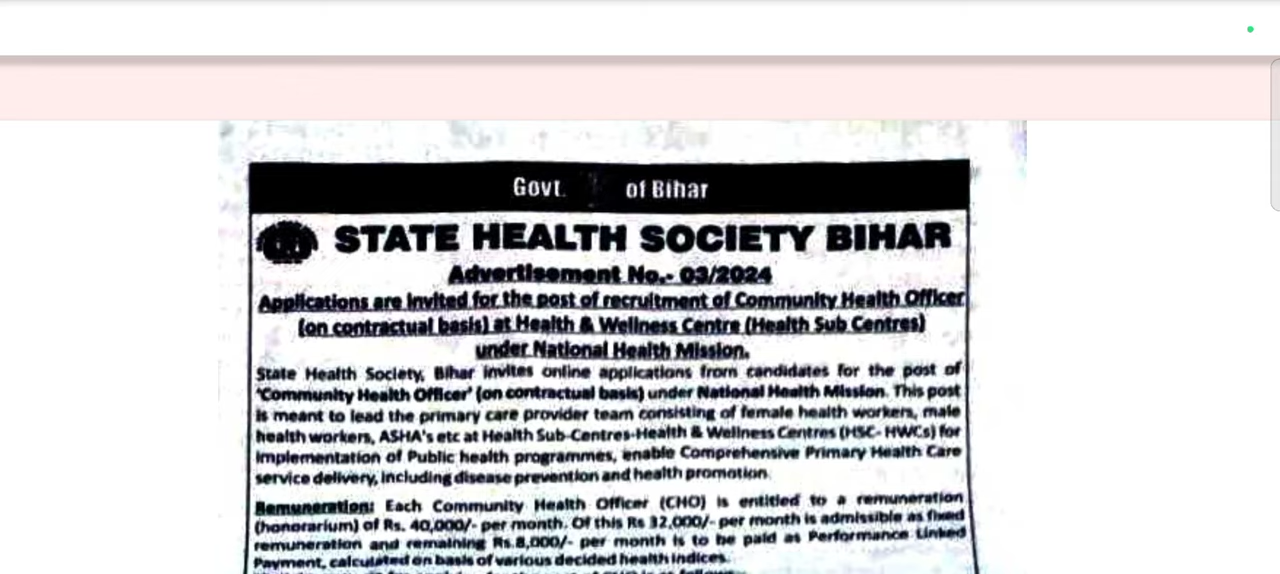 Govt. of Bihar
STATE HEALTH SOCIETY BIHAR
Advertisement No.- 03/2024
Applications are invited for the post of recruitment of Community Health Officer
(on contractual basis) at Health & Wellness Centre (Health Sub Centres)
under National Health Mission.
State Health Society, Bihar invites online applications from candidates for the post of
'Community Health Officer' (on contractual basis) under National Health Mission. This post
is meant to lead the primary care provider team consisting of female health workers, male
health workers, ASHA's etc at Health Sub-Centres-Health & Wellness Centres (HSC- HWCs) for
implementation of Public health programmes, enable Comprehensive Primary Health Care
service delivery, including disease prevention and health promotion.
Remuneration: Each Community Health Officer (CHO) is entitled to a remuneration
(honorarium) of Rs. 40,000/- per month. Of this Rs 32,000/- per month is admissible as fixed
remuneration and remaining Rs.8,000/- per month is to be paid as Performance Linked
Payment, calculated on basis of various decided health indices.